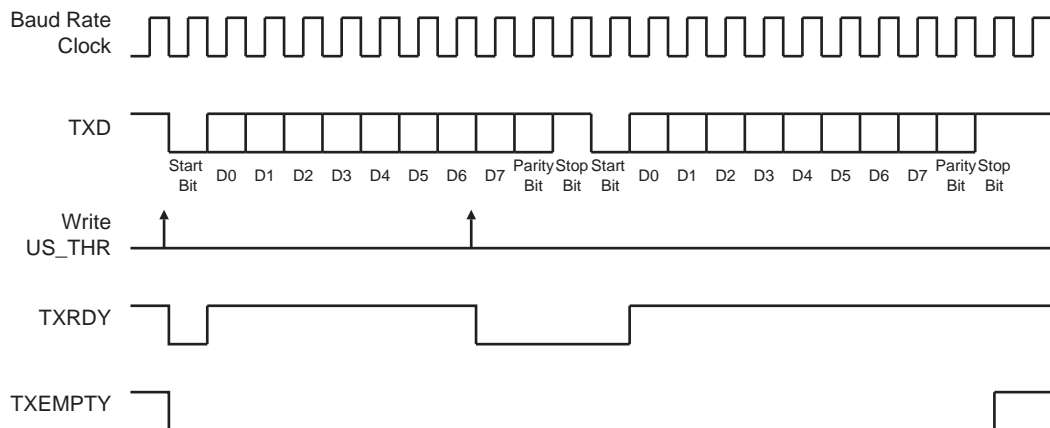 Baud Rate
Clock
TXD
Start
Bit
D0
D1
D2
D3
D4
D5
D6
D7
Parity
Bit
Stop
Bit
Start
Bit
D0
D1
D2
D3
D4
D5
D6
D7
Parity
Bit
Stop
Bit
Write
US_THR
TXRDY
TXEMPTY